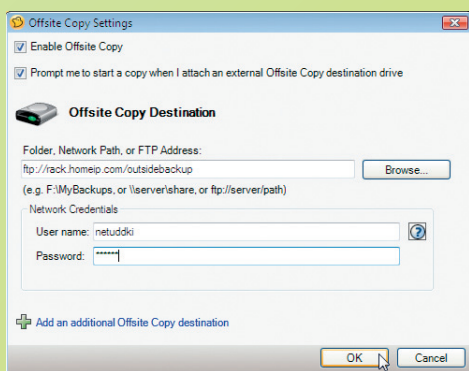 Offsite Copy Settings
Enable Offsite Copy
Prompt me to start a copy when I attach an external Offsite Copy destination drive
Offsite Copy Destination
Folder, Network Path, or FTP Address:
ftp://rack.homeip.com/outsidebackup
Browse...
(e.g. F:\MyBackups, or \\server\share, or ftp://server/path)
Network Credentials
User name: netuddki
Password: ******
Add an additional Offsite Copy destination
OK
Cancel